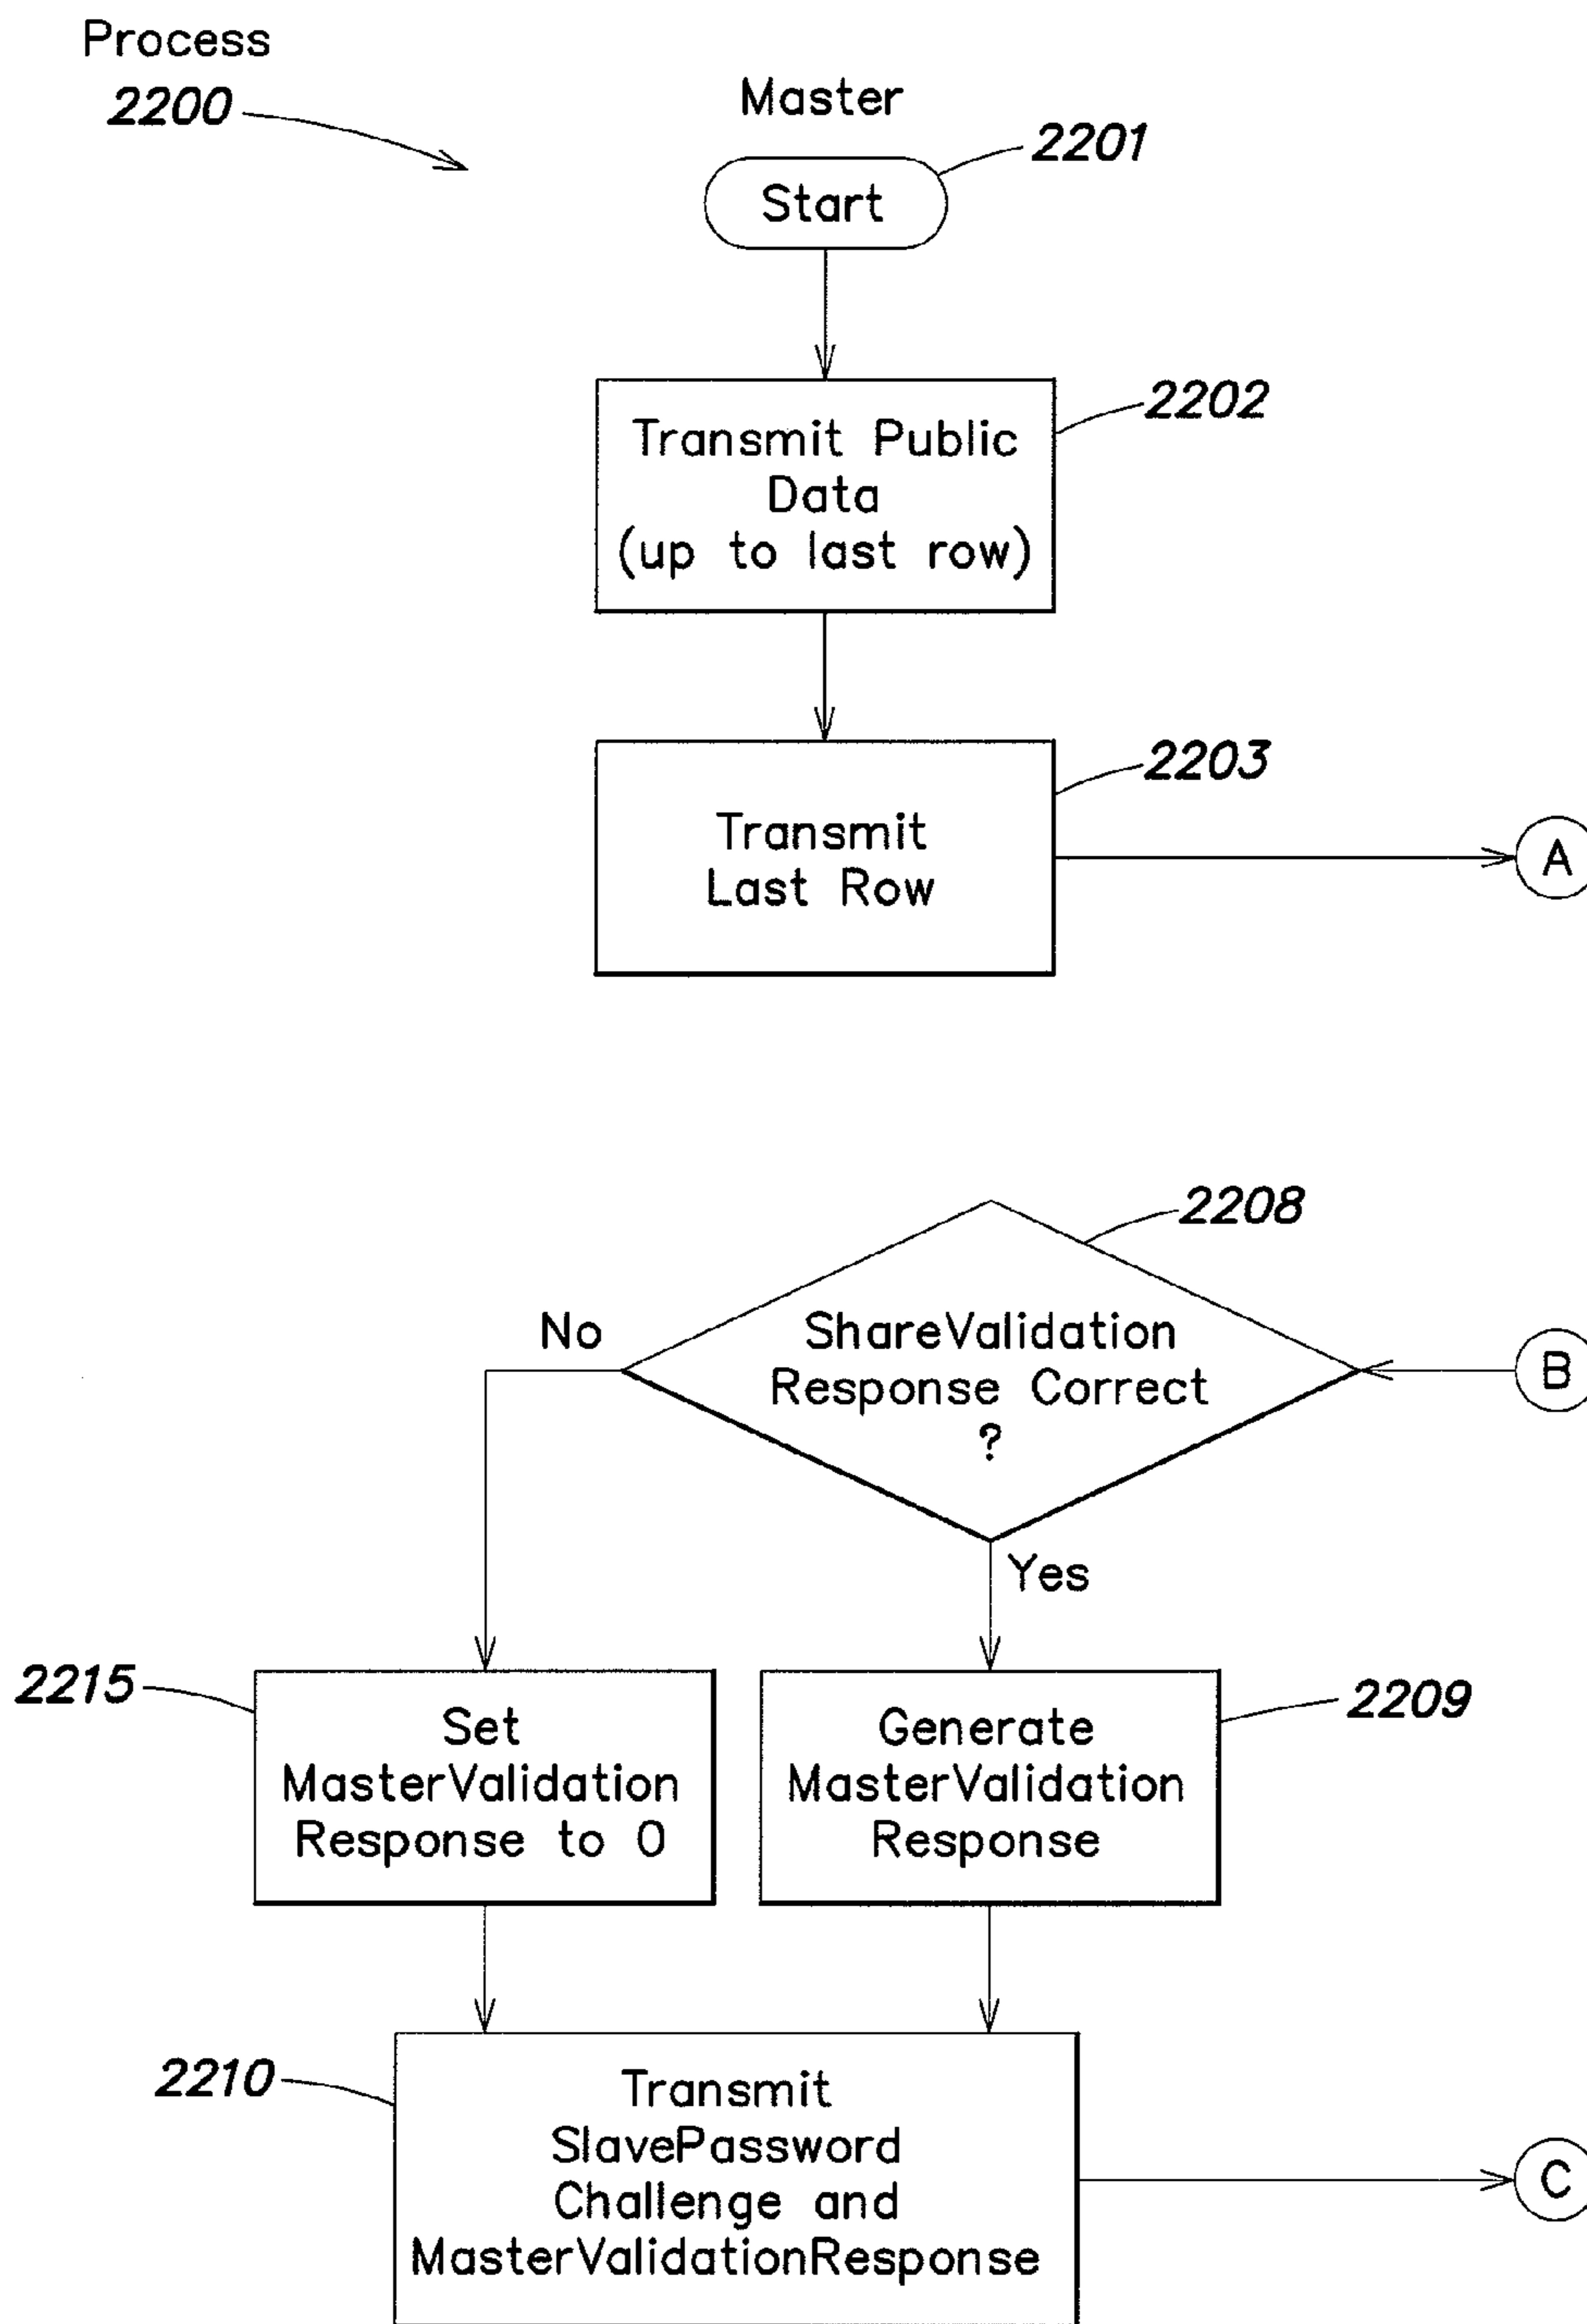 Process
2200
Master
2201
Start
2202
Transmit Public
Data
(up to last row)
2203
Transmit
Last Row
A
2208
No
ShareValidation
Response Correct
?
B
Yes
2215
Set
MasterValidation
Response to 0
2209
Generate
MasterValidation
Response
2210
Transmit
SlavePassword
Challenge and
MasterValidationResponse
C